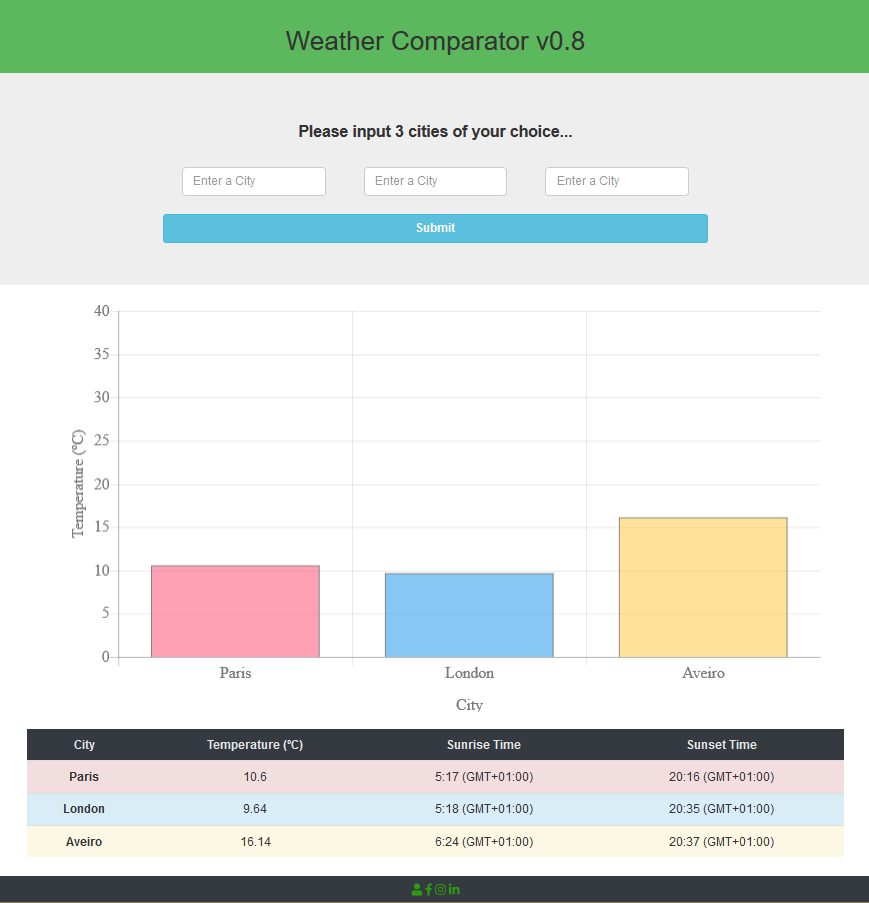 Weather Comparator v0.8
Please input 3 cities of your choice...
Enter a City Enter a City Enter a City
Submit
40
35
30
25
20
15
10
5
0
Temperature (ºC)
Paris London Aveiro
City
City Temperature (ºC) Sunrise Time Sunset Time
Paris 10.6 5:17 (GMT+01:00) 20:16 (GMT+01:00)
London 9.64 5:18 (GMT+01:00) 20:35 (GMT+01:00)
Aveiro 16.14 6:24 (GMT+01:00) 20:37 (GMT+01:00)